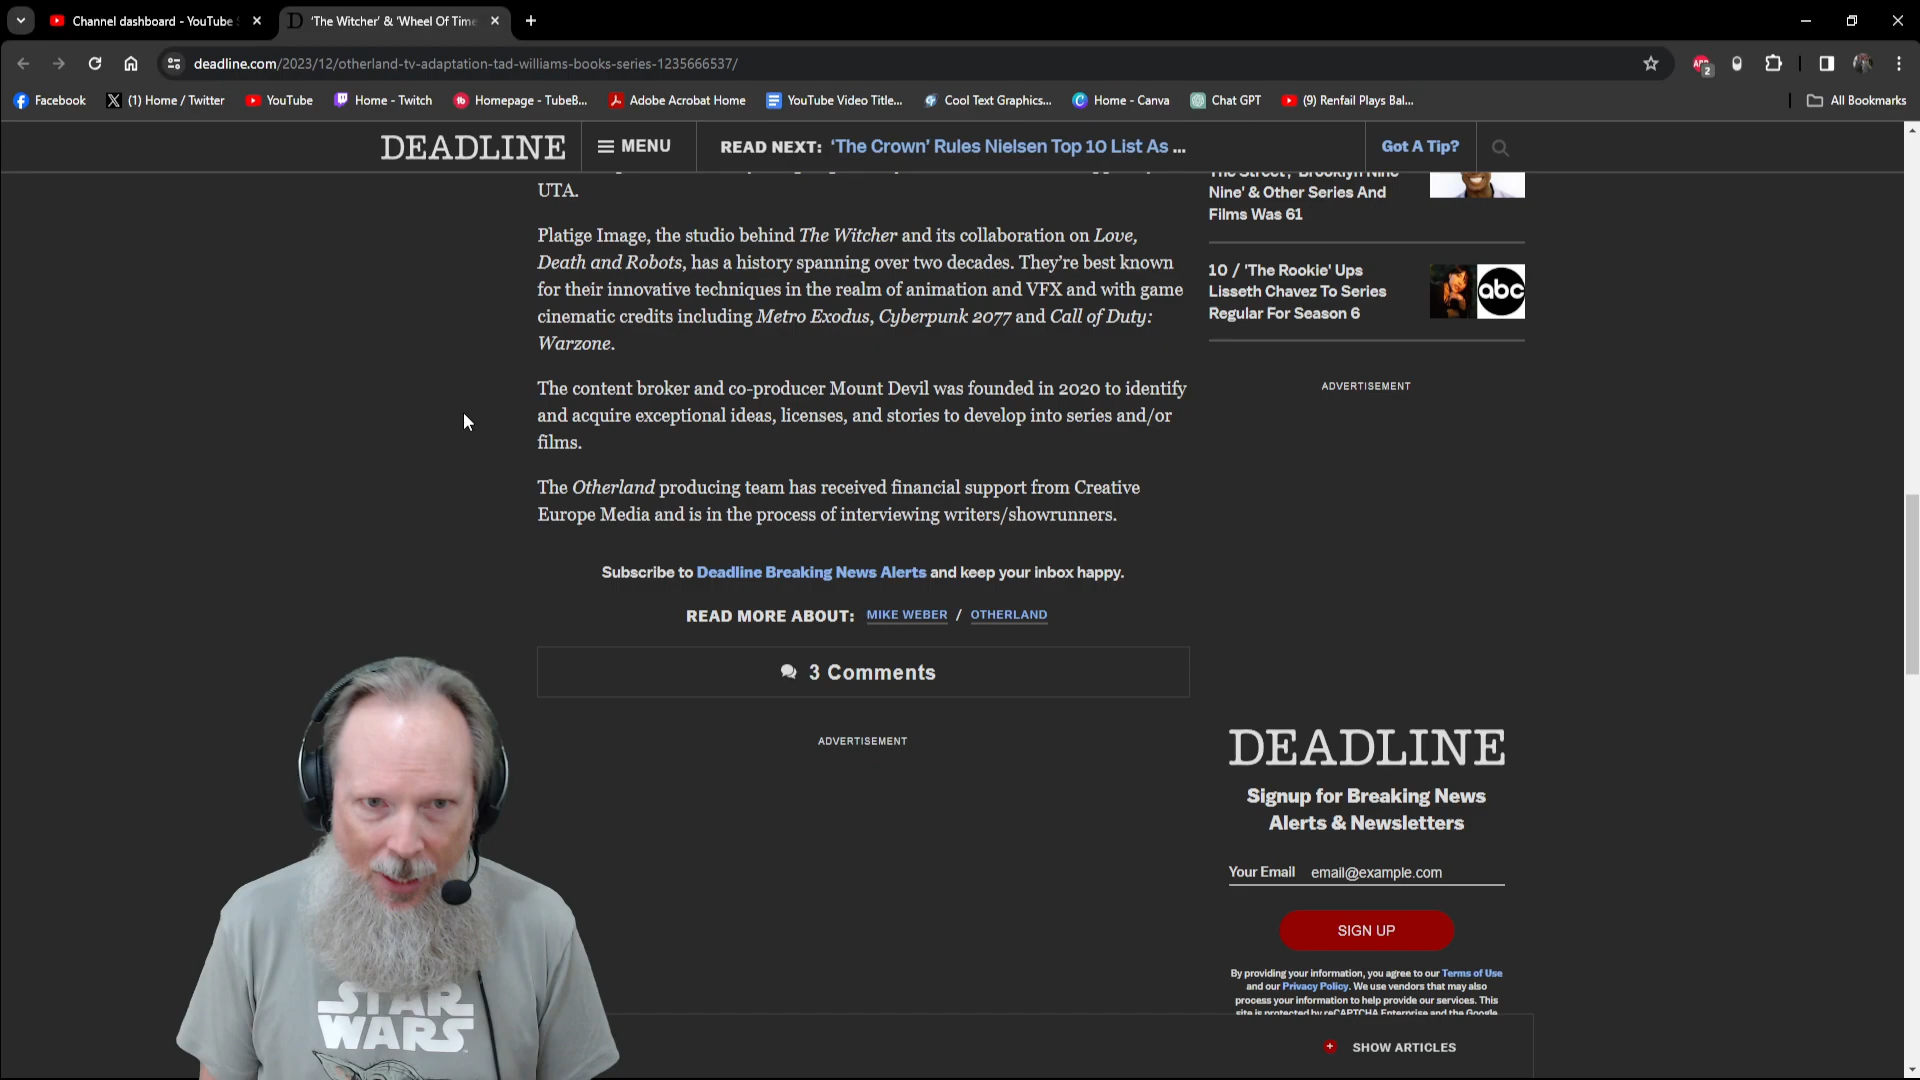 Channel dashboard - YouTube S
'The Witcher' & 'Wheel Of Time
deadline.com/2023/12/otherland-tv-adaptation-tad-williams-books-series-1235666537/
2
Facebook
(1) Home / Twitter
YouTube
Home - Twitch
Homepage - TubeB...
Adobe Acrobat Home
YouTube Video Title...
Cool Text Graphics...
Home - Canva
Chat GPT
(9) Renfail Plays Bal...
All Bookmarks
DEADLINE
MENU
READ NEXT: 'The Crown' Rules Nielsen Top 10 List As ...
Got A Tip?
UTA.
Platige Image, the studio behind The Witcher and its collaboration on Love,
Death and Robots, has a history spanning over two decades. They're best known
for their innovative techniques in the realm of animation and VFX and with game
cinematic credits including Metro Exodus, Cyberpunk 2077 and Call of Duty:
Warzone.
The content broker and co-producer Mount Devil was founded in 2020 to identify
and acquire exceptional ideas, licenses, and stories to develop into series and/or
films.
The Otherland producing team has received financial support from Creative
Europe Media and is in the process of interviewing writers/showrunners.
Subscribe to Deadline Breaking News Alerts and keep your inbox happy.
READ MORE ABOUT: MIKE WEBER / OTHERLAND
3 Comments
ADVERTISEMENT
The Street', 'Brooklyn Nine
Nine' & Other Series And
Films Was 61
10 / 'The Rookie' Ups
Lisseth Chavez To Series
Regular For Season 6
abc
ADVERTISEMENT
DEADLINE
Signup for Breaking News
Alerts & Newsletters
Your Email email@example.com
SIGN UP
By providing your information, you agree to our Terms of Use
and our Privacy Policy. We use vendors that may also
process your information to help provide our services. This
site is protected by reCAPTCHA Enterprise and the Google
SHOW ARTICLES
STAR
WARS